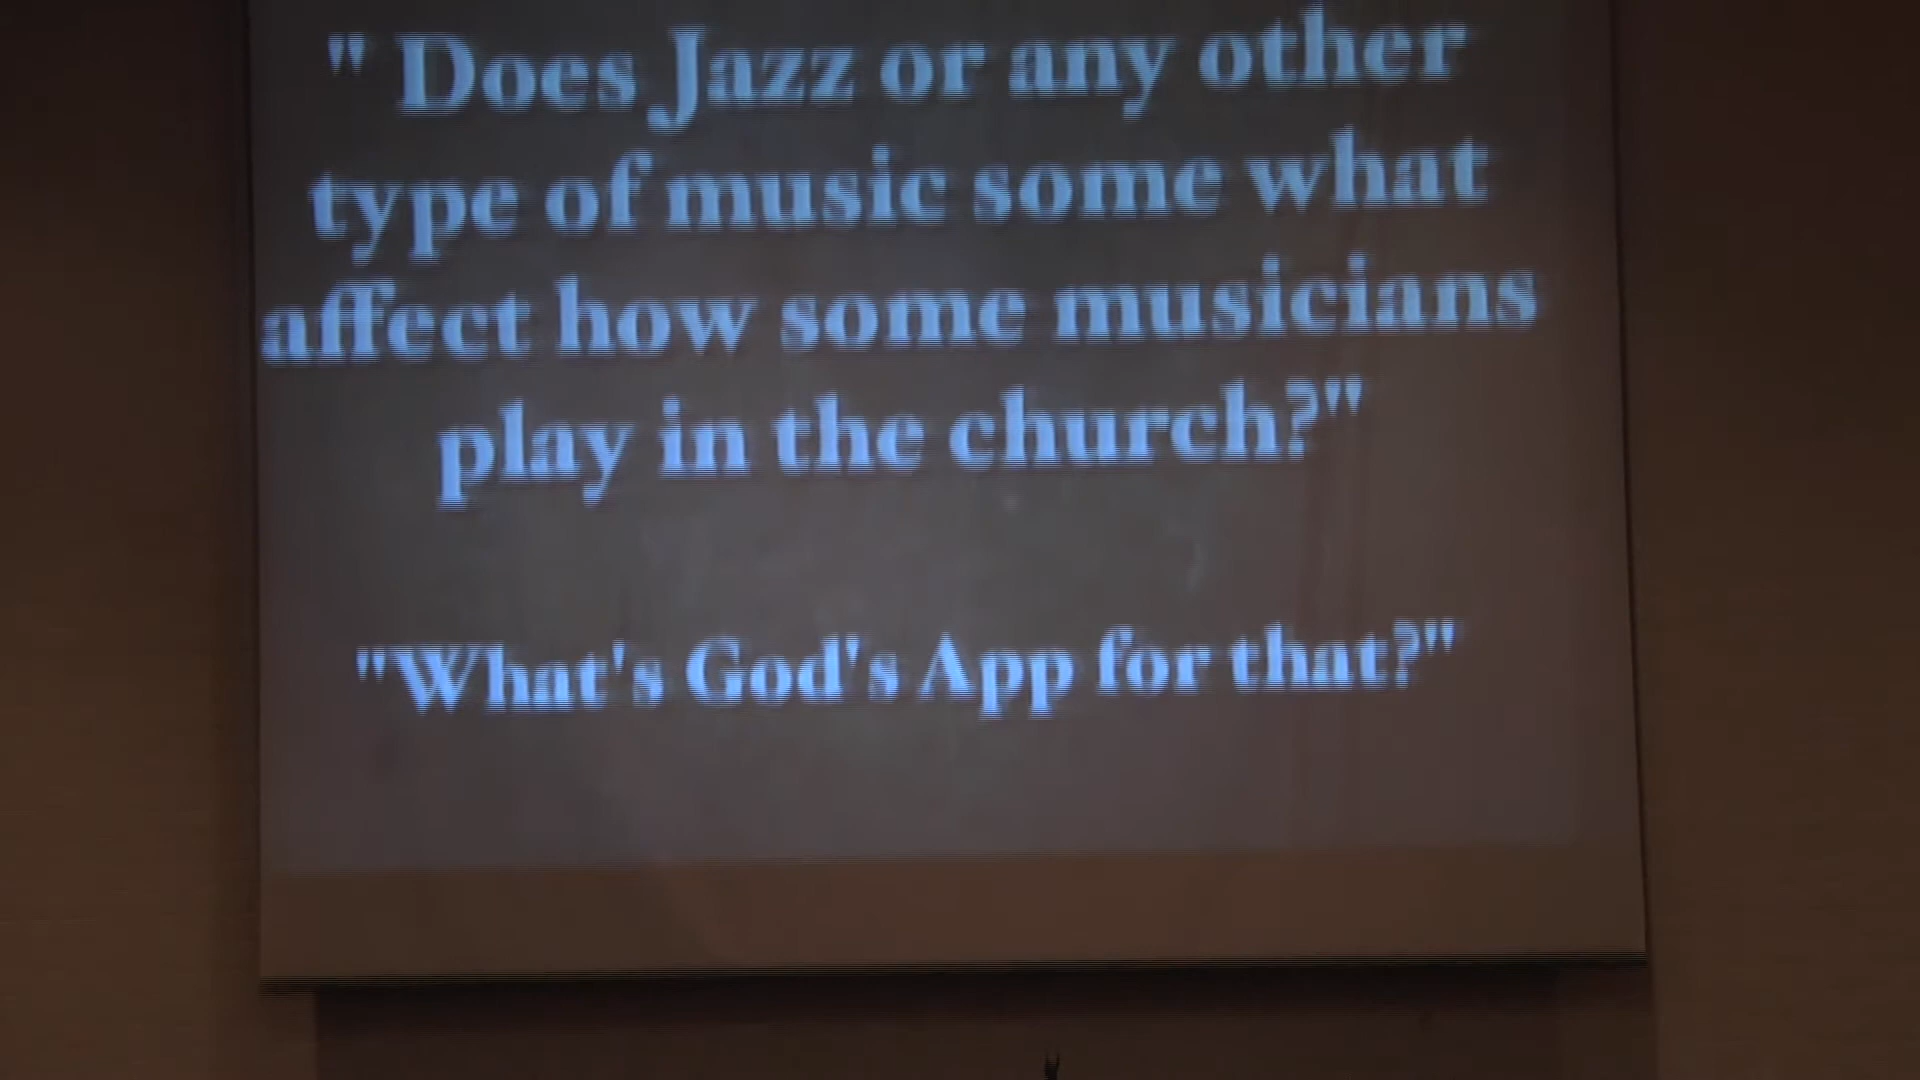 " Does Jazz or any other
type of music some what
affect how some musicians
play in the church?"
"What's God's App for that?"